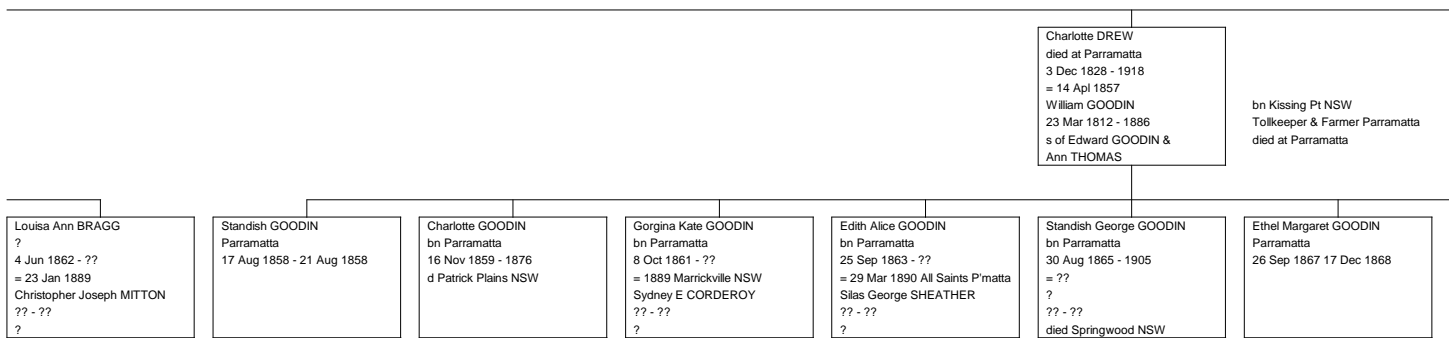 Charlotte DREW
died at Parramatta
3 Dec 1828 - 1918
= 14 Apl 1857
William GOODIN
23 Mar 1812 - 1886
s of Edward GOODIN &
Ann THOMAS
bn Kissing Pt NSW
Tollkeeper & Farmer Parramatta
died at Parramatta
Louisa Ann BRAGG
?
4 Jun 1862 - ??
= 23 Jan 1889
Christopher Joseph MITTON
?? - ??
?
Standish GOODIN
Parramatta
17 Aug 1858 - 21 Aug 1858
Charlotte GOODIN
bn Parramatta
16 Nov 1859 - 1876
d Patrick Plains NSW
Gorgina Kate GOODIN
bn Parramatta
8 Oct 1861 - ??
= 1889 Marrickville NSW
Sydney E CORDEROY
?? - ??
?
Edith Alice GOODIN
bn Parramatta
25 Sep 1863 - ??
= 29 Mar 1890 All Saints P'matta
Silas George SHEATHER
?? - ??
?
Standish George GOODIN
bn Parramatta
30 Aug 1865 - 1905
= ??
?
?? - ??
died Springwood NSW
Ethel Margaret GOODIN
Parramatta
26 Sep 1867 17 Dec 1868